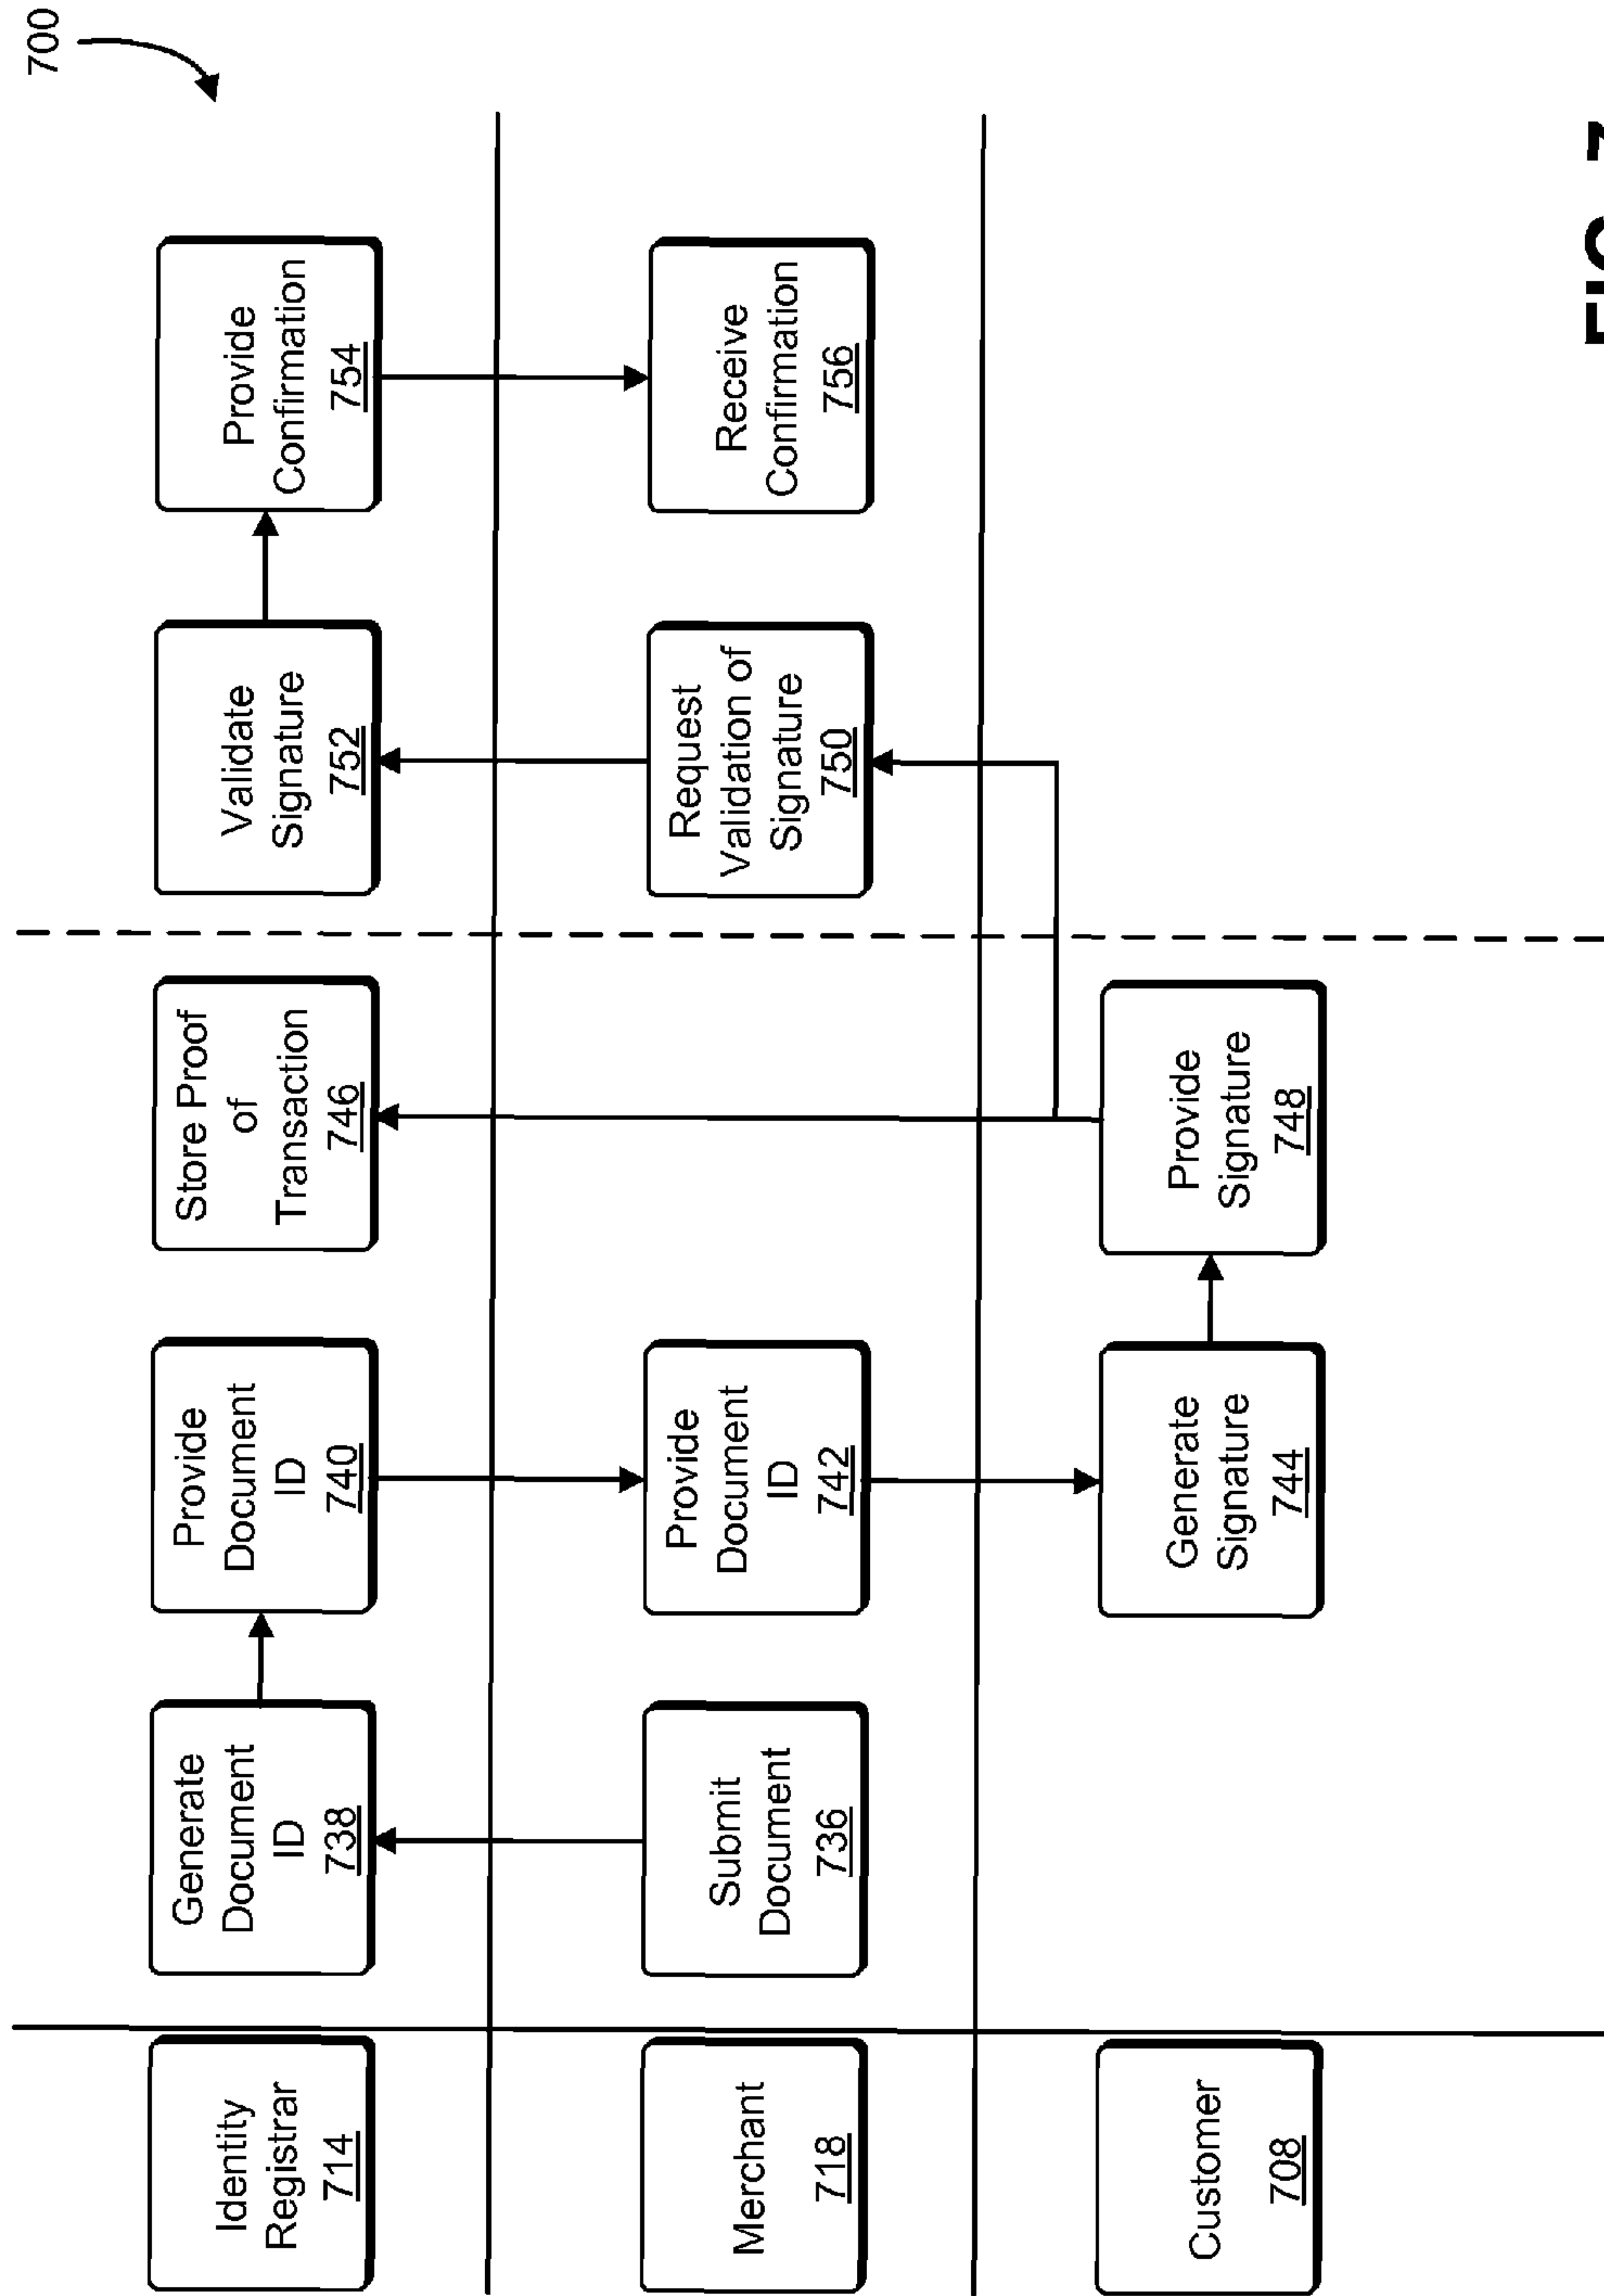 700
Identity
Registrar
714
Generate
Document
ID
738
Provide
Document
ID
740
Store Proof
of
Transaction
746
Validate
Signature
752
Provide
Confirmation
754
Merchant
718
Submit
Document
736
Provide
Document ID
742
Request
Validation of
Signature
750
Receive
Confirmation
756
Customer
708
Generate
Signature
744
Provide
Signature
748